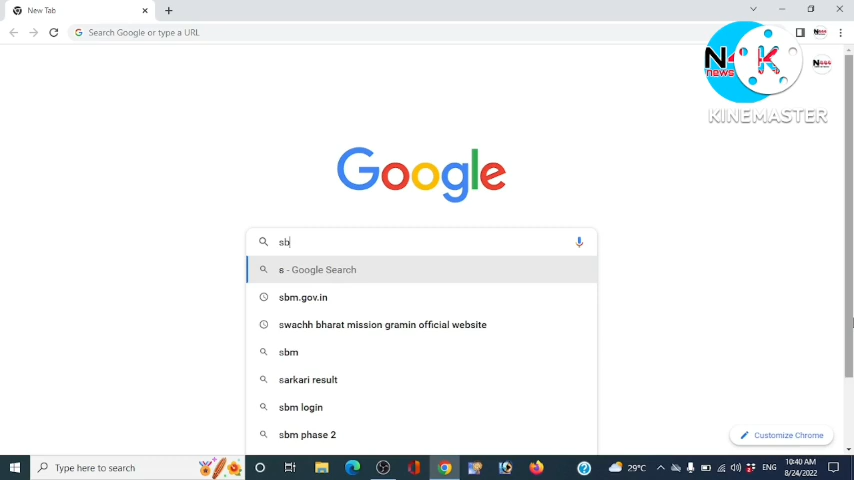 New Tab
Search Google or type a URL
N
news
K
KINEMASTER
Google
sb
s - Google Search
sbm.gov.in
swachh bharat mission gramin official website
sbm
sarkari result
sbm login
sbm phase 2
Customize Chrome
Type here to search
29°C
ENG
10:40 AM
8/24/2022